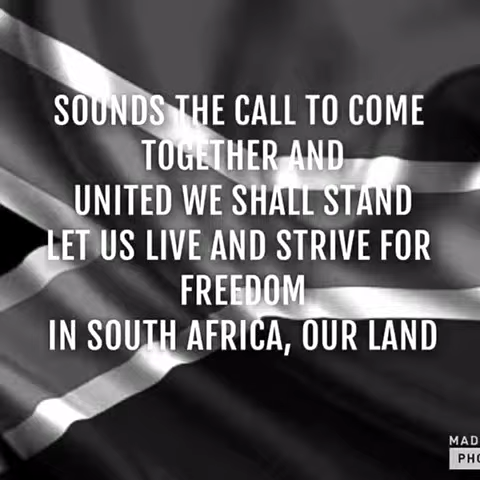 SOUNDS THE CALL TO COME
TOGETHER AND
UNITED WE SHALL STAND
LET US LIVE AND STRIVE FOR
FREEDOM
IN SOUTH AFRICA, OUR LAND
MAD
PHO